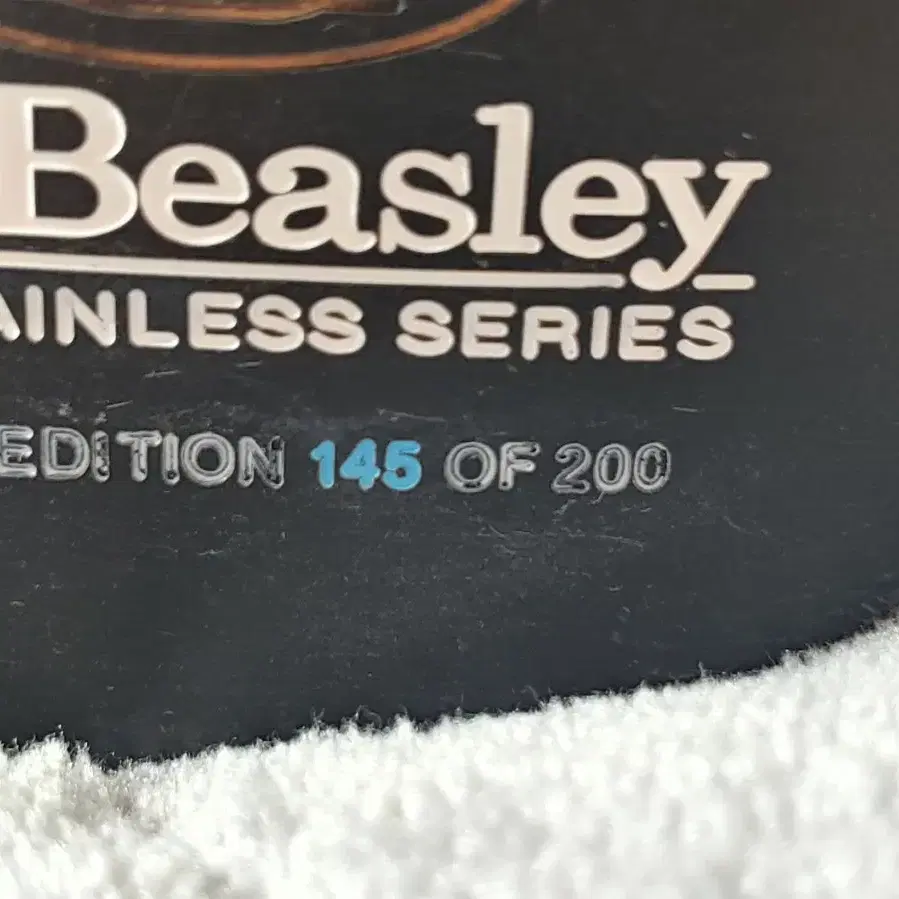 Beasley
AINLESS SERIES
EDITION 145 OF 200